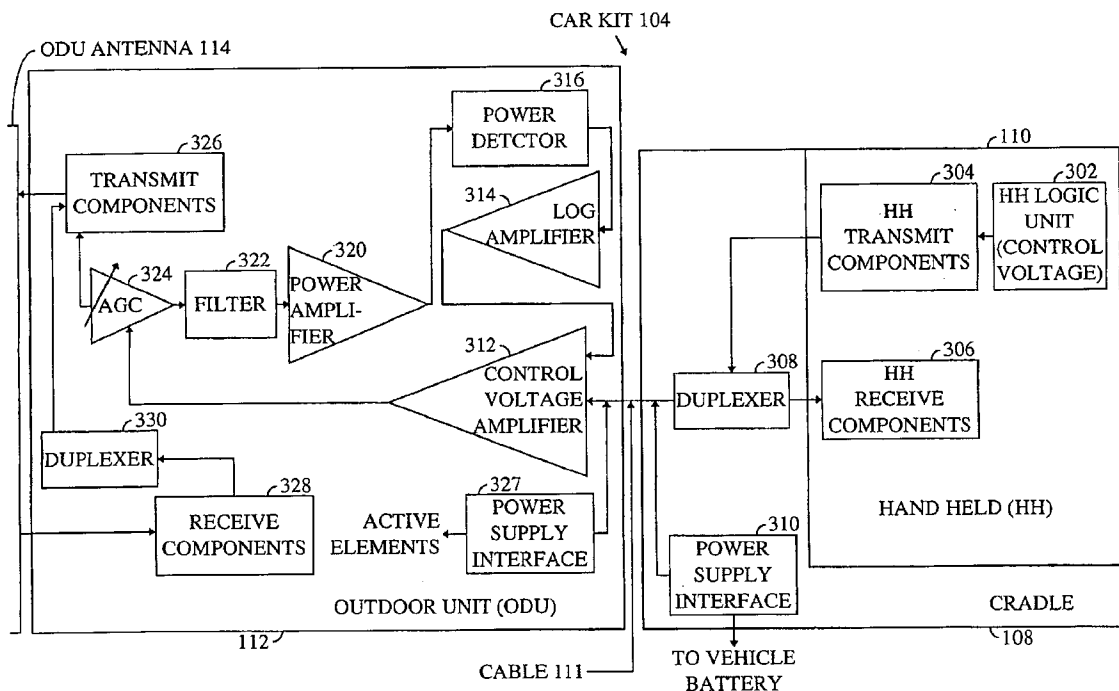 CAR KIT 104
ODU ANTENNA 114
316
POWER
DETCTOR
326
TRANSMIT
COMPONENTS
314
LOG
AMPLIFIER
324
AGC
322
FILTER
320
POWER
AMPLI-
FIER
312
CONTROL
VOLTAGE
AMPLIFIER
330
DUPLEXER
328
RECEIVE
COMPONENTS
ACTIVE
ELEMENTS
327
POWER
SUPPLY
INTERFACE
OUTDOOR UNIT (ODU)
112
CABLE 111
110
304
HH
TRANSMIT
COMPONENTS
302
HH LOGIC
UNIT
(CONTROL
VOLTAGE)
308
DUPLEXER
306
HH
RECEIVE
COMPONENTS
HAND HELD (HH)
310
POWER
SUPPLY
INTERFACE
CRADLE
108
TO VEHICLE
BATTERY